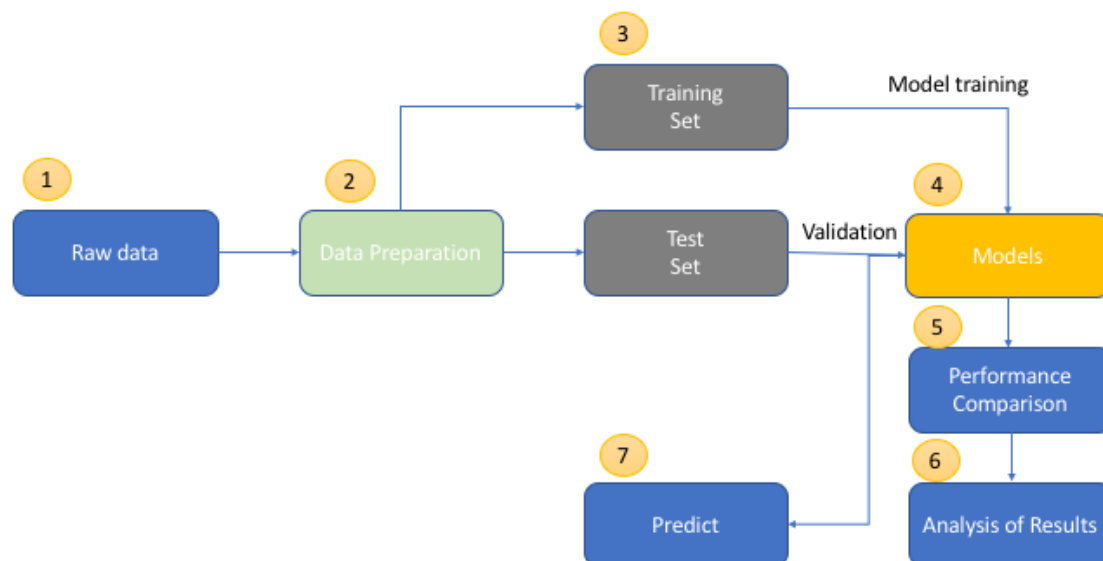 3
Training
Set
Model training
1
Raw data
2
Data Preparation
Test
Set
Validation
4
Models
5
Performance
Comparison
7
Predict
6
Analysis of Results